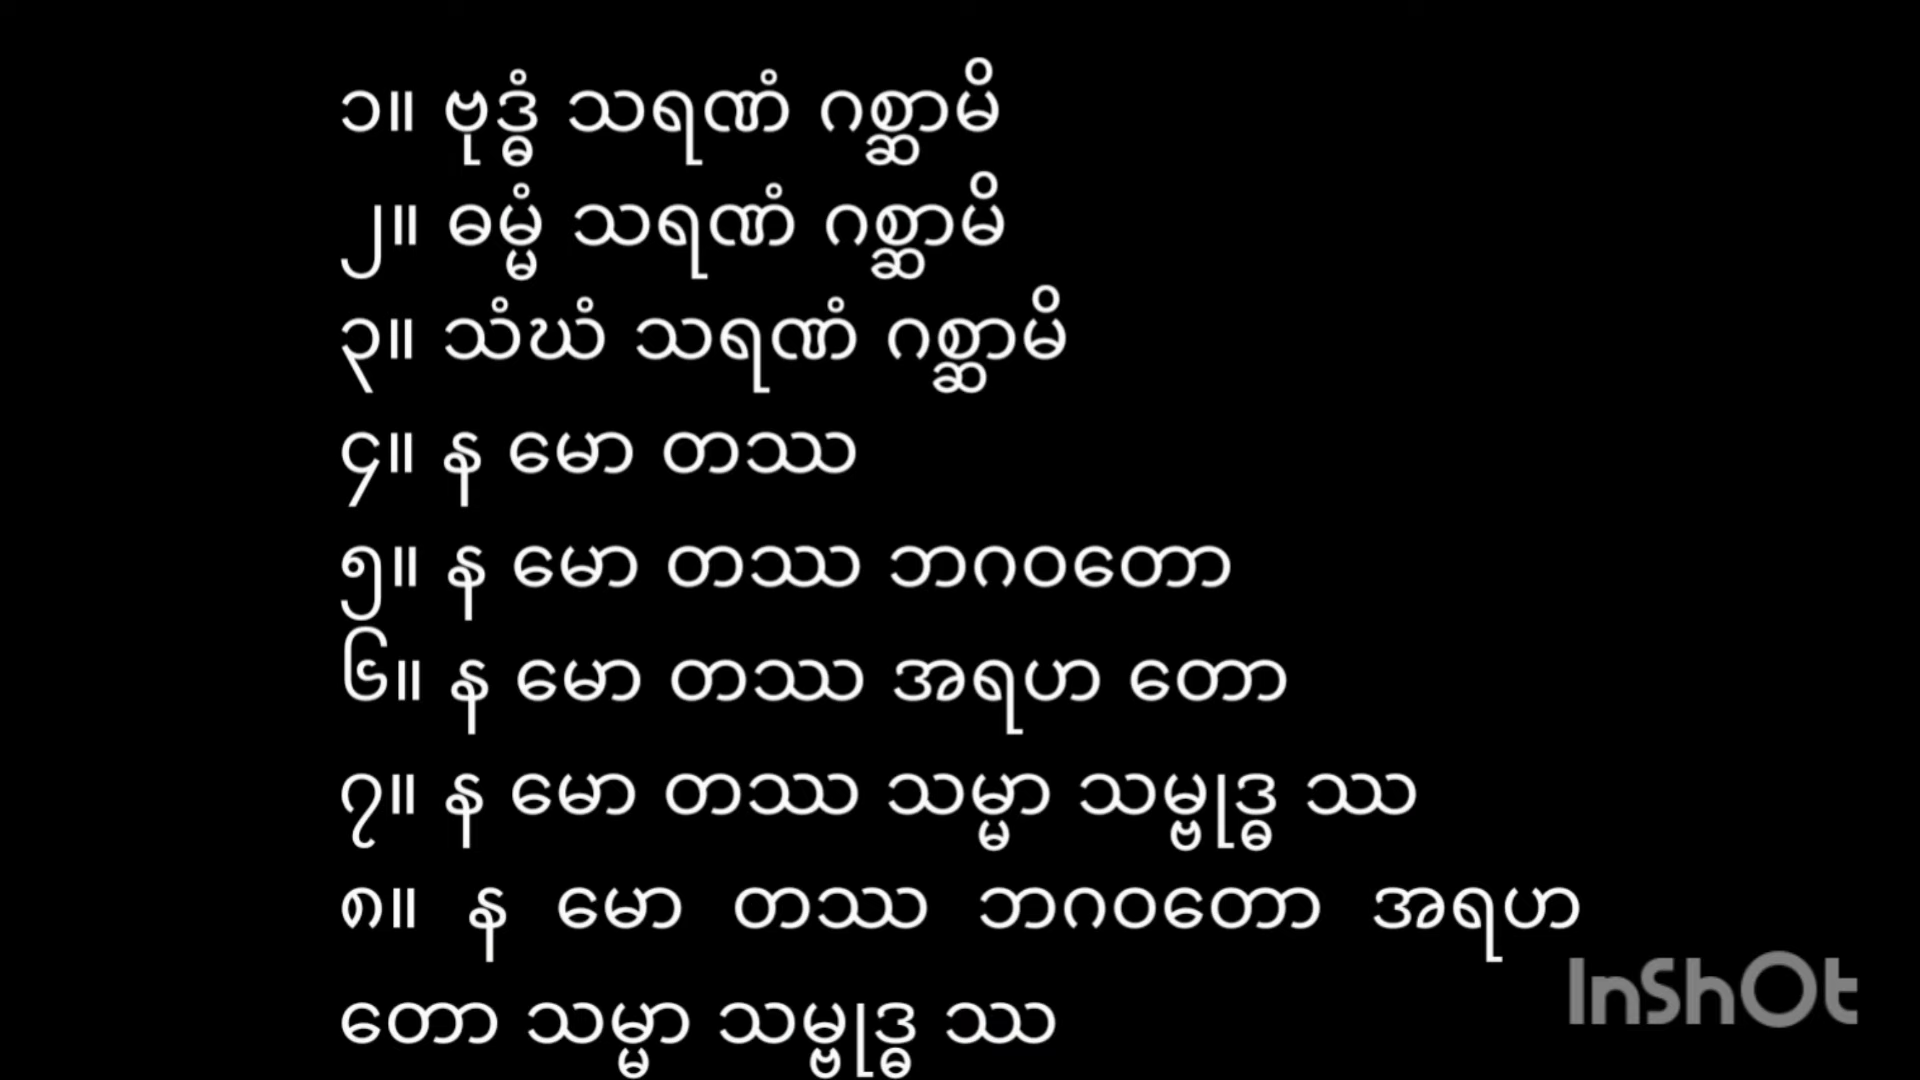 ၁။ ဗုဒ္ဓံ သရဏံ ဂစ္ဆာမိ
၂။ ဓမ္မံ သရဏံ ဂစ္ဆာမိ
၃။ သံဃံ သရဏံ ဂစ္ဆာမိ
၄။ န မော တဿ
၅။ န မော တဿ ဘဂဝတော
၆။ န မော တဿ အရဟ တော
၇။ န မော တဿ သမ္မာ သမ္ဗုဒ္ဓ ဿ
၈။ န မော တဿ ဘဂဝတော အရဟ
တော သမ္မာ သမ္ဗုဒ္ဓ ဿ
InShOt